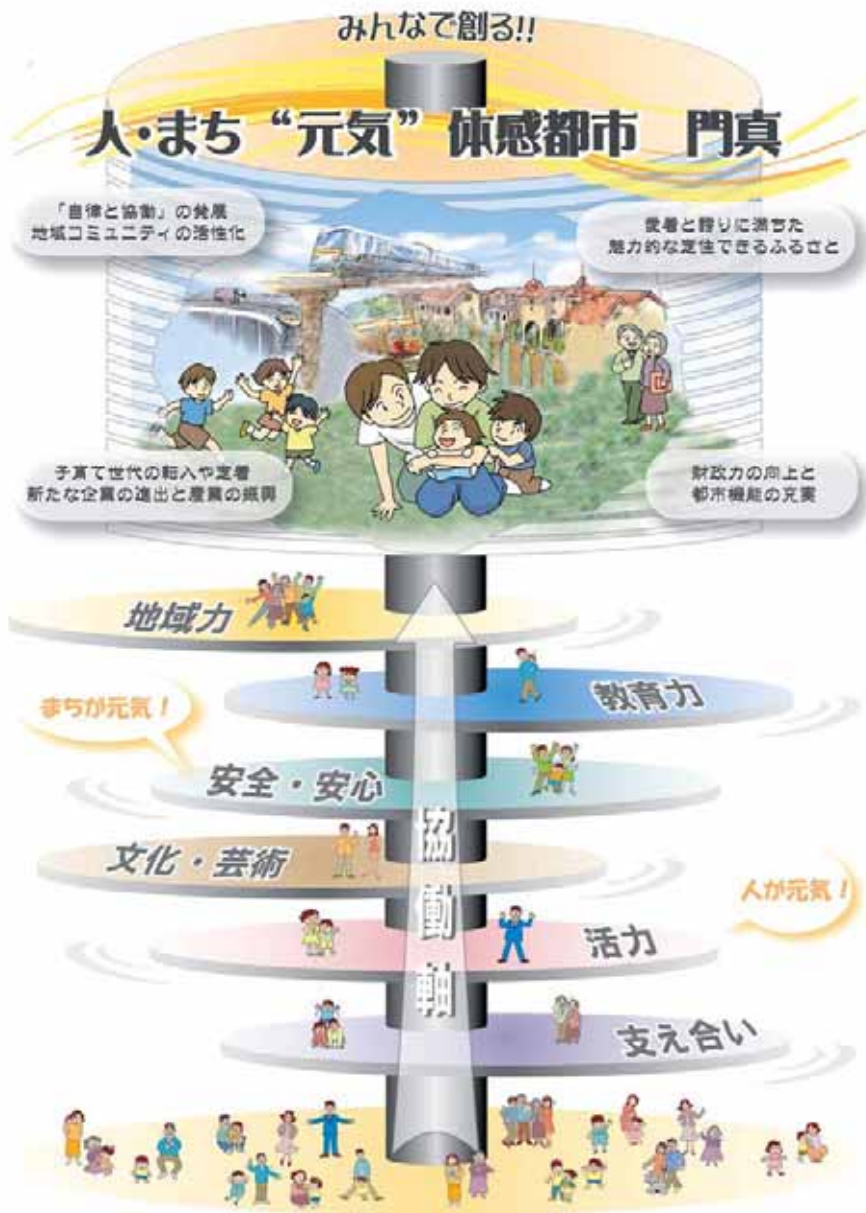 みんなで創る!!
人・まち “元気” 体感都市 門真
「自律と協働」の発展
地域コミュニティの活性化
愛着と誇りに満ちた
魅力的な定住できるふるさと
子育て世代の転入や定着
新たな企業の進出と産業の振興
財政力の向上と
都市機能の充実
地域力
教育力
まちが元気！
安全・安心
文化・芸術
人が元気！
活力
支え合い
協働軸